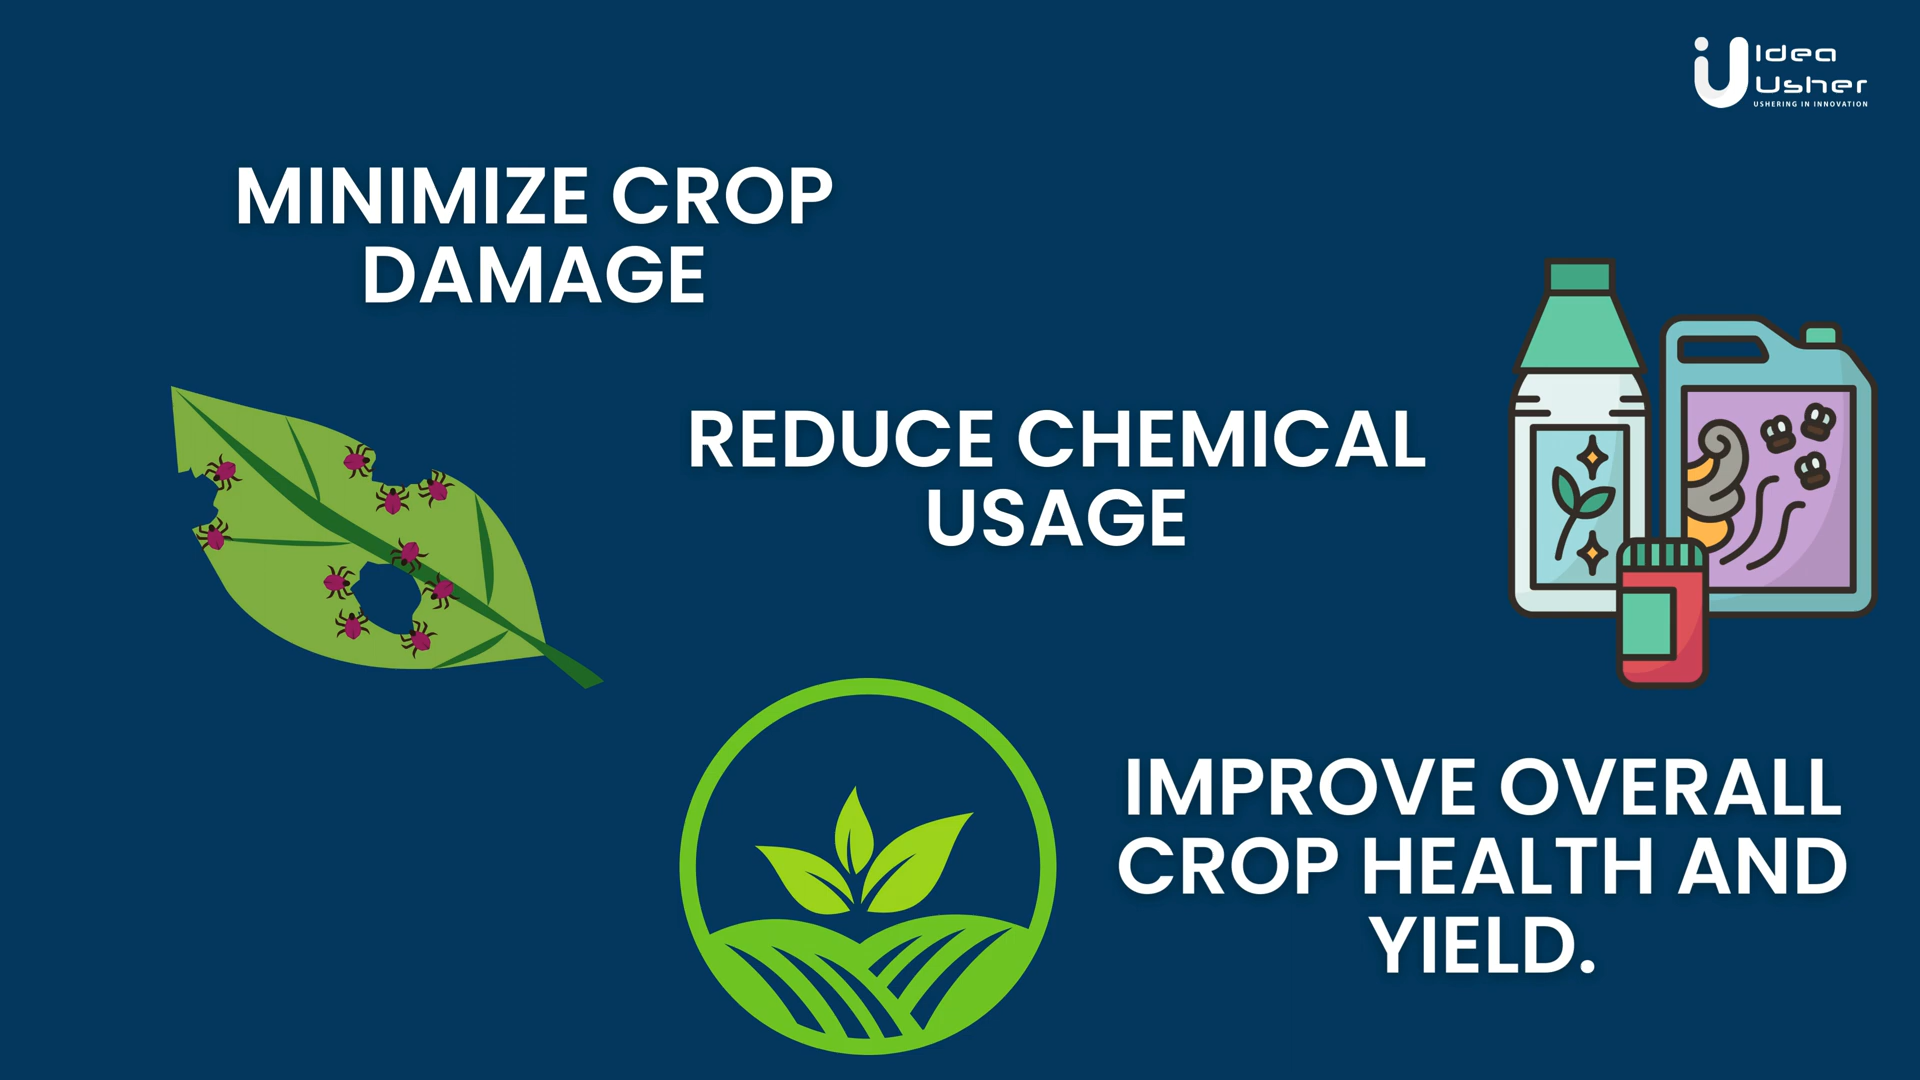 Idea
Usher
USHERING IN INNOVATION
MINIMIZE CROP
DAMAGE
REDUCE CHEMICAL
USAGE
IMPROVE OVERALL
CROP HEALTH AND
YIELD.